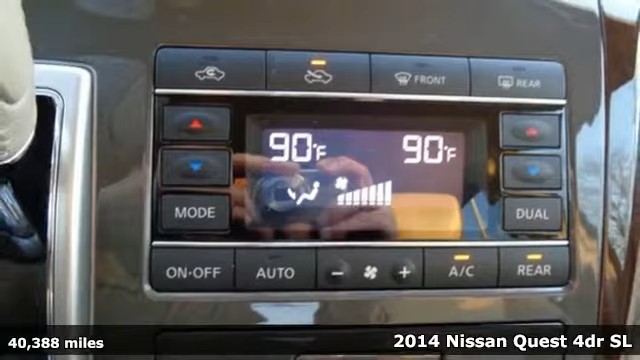 FRONT
REAR
90°F 90°F
MODE
DUAL
ON·OFF
AUTO
- +
A/C
REAR
40,388 miles
2014 Nissan Quest 4dr SL